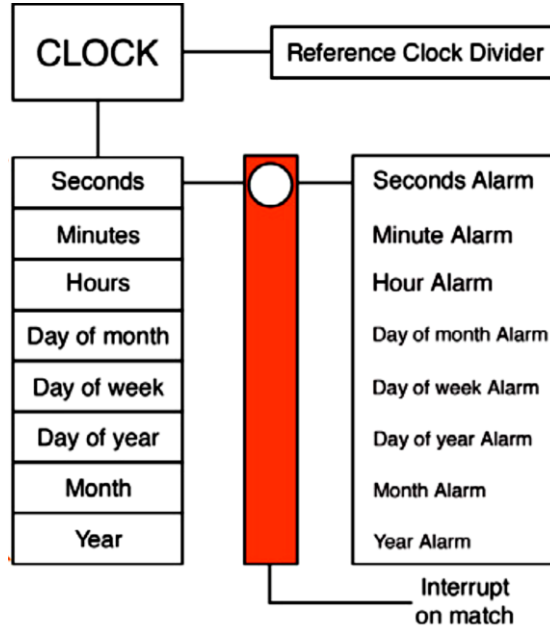 CLOCK
Reference Clock Divider
Seconds
Minutes
Hours
Day of month
Day of week
Day of year
Month
Year
Seconds Alarm
Minute Alarm
Hour Alarm
Day of month Alarm
Day of week Alarm
Day of year Alarm
Month Alarm
Year Alarm
Interrupt
on match